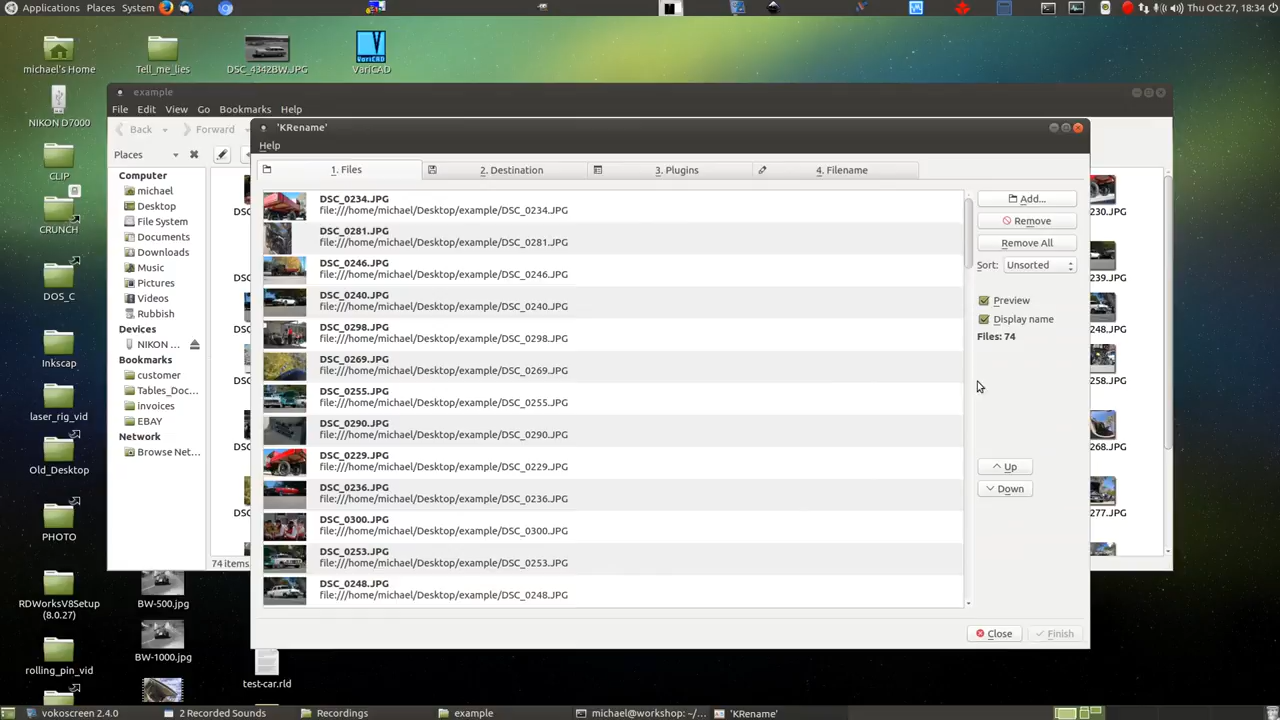 Applications Places System
Thu Oct 27, 18:34
michael's Home
Tell_me_lies
DSC_4342BW.JPG
VariCAD
NIKON D7000
CLIP
CRUNCH
DOS_C
Inkscap
laser_rig_vid
Old_Desktop
PHOTO
RDWorksV8Setup
(8.0.27)
rolling_pin_vid
BW-500.jpg
BW-1000.jpg
test-car.rld
example
File Edit View Go Bookmarks Help
Back Forward
Places
Computer
michael
Desktop
File System
Documents
Downloads
Music
Pictures
Videos
Rubbish
Devices
NIKON ...
Bookmarks
customer
Tables_Doc...
invoices
EBAY
Network
Browse Net...
74 items
230.JPG
239.JPG
248.JPG
258.JPG
268.JPG
277.JPG
'KRename'
Help
1. Files
2. Destination
3. Plugins
4. Filename
DSC_0234.JPG
file:///home/michael/Desktop/example/DSC_0234.JPG
DSC_0281.JPG
file:///home/michael/Desktop/example/DSC_0281.JPG
DSC_0246.JPG
file:///home/michael/Desktop/example/DSC_0246.JPG
DSC_0240.JPG
file:///home/michael/Desktop/example/DSC_0240.JPG
DSC_0298.JPG
file:///home/michael/Desktop/example/DSC_0298.JPG
DSC_0269.JPG
file:///home/michael/Desktop/example/DSC_0269.JPG
DSC_0255.JPG
file:///home/michael/Desktop/example/DSC_0255.JPG
DSC_0290.JPG
file:///home/michael/Desktop/example/DSC_0290.JPG
DSC_0229.JPG
file:///home/michael/Desktop/example/DSC_0229.JPG
DSC_0236.JPG
file:///home/michael/Desktop/example/DSC_0236.JPG
DSC_0300.JPG
file:///home/michael/Desktop/example/DSC_0300.JPG
DSC_0253.JPG
file:///home/michael/Desktop/example/DSC_0253.JPG
DSC_0248.JPG
file:///home/michael/Desktop/example/DSC_0248.JPG
Add...
Remove
Remove All
Sort: Unsorted
Preview
Display name
Files: 74
Up
Down
Close
Finish
vokoscreen 2.4.0
2 Recorded Sounds
Recordings
example
michael@workshop: ~/...
'KRename'